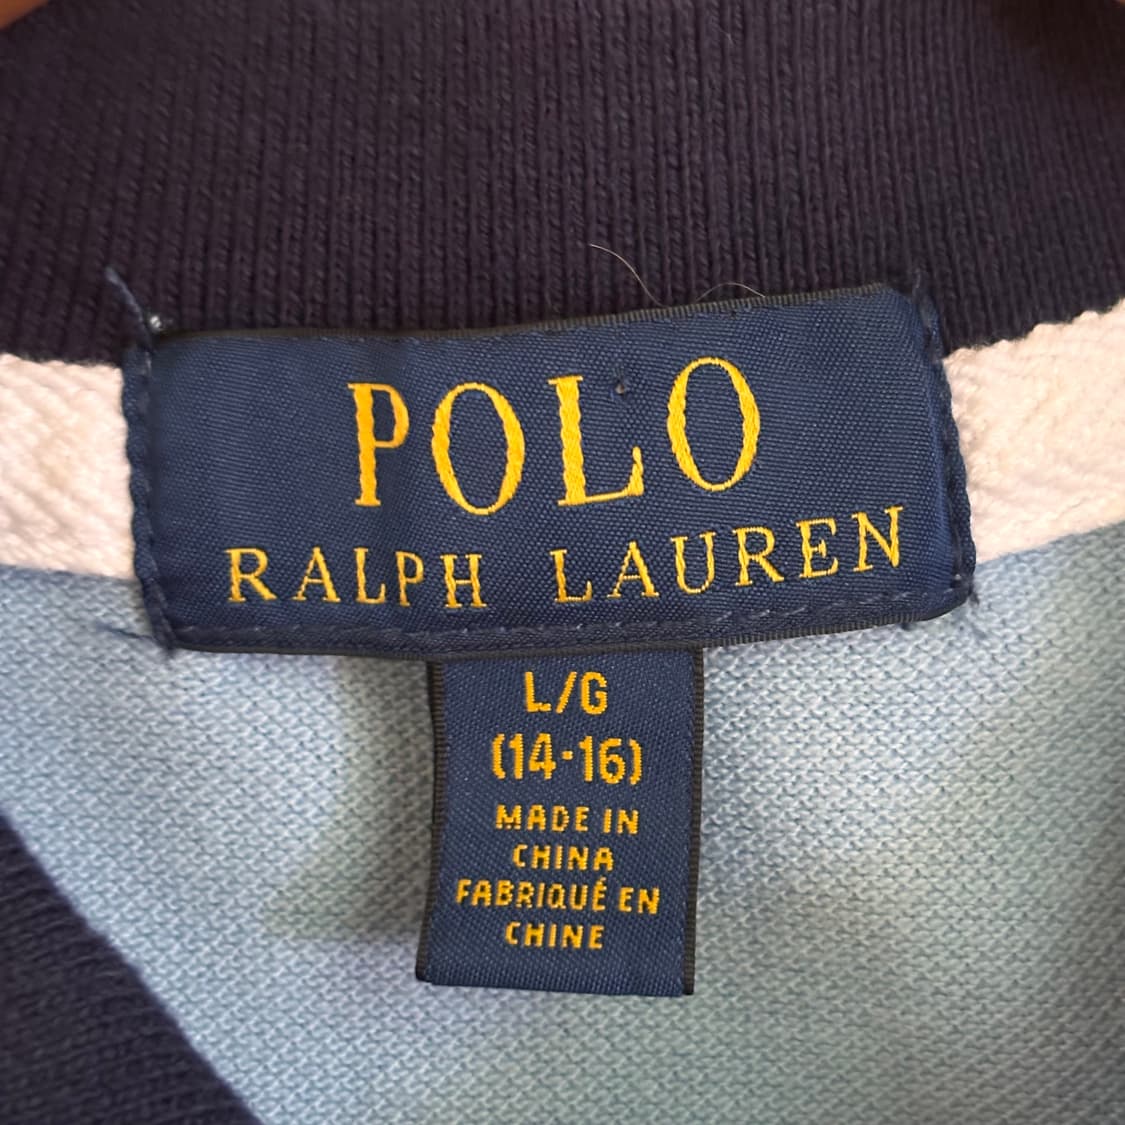 POLO
RALPH LAUREN
L/G
(14-16)
MADE IN
CHINA
FABRIQUÉ EN
CHINE